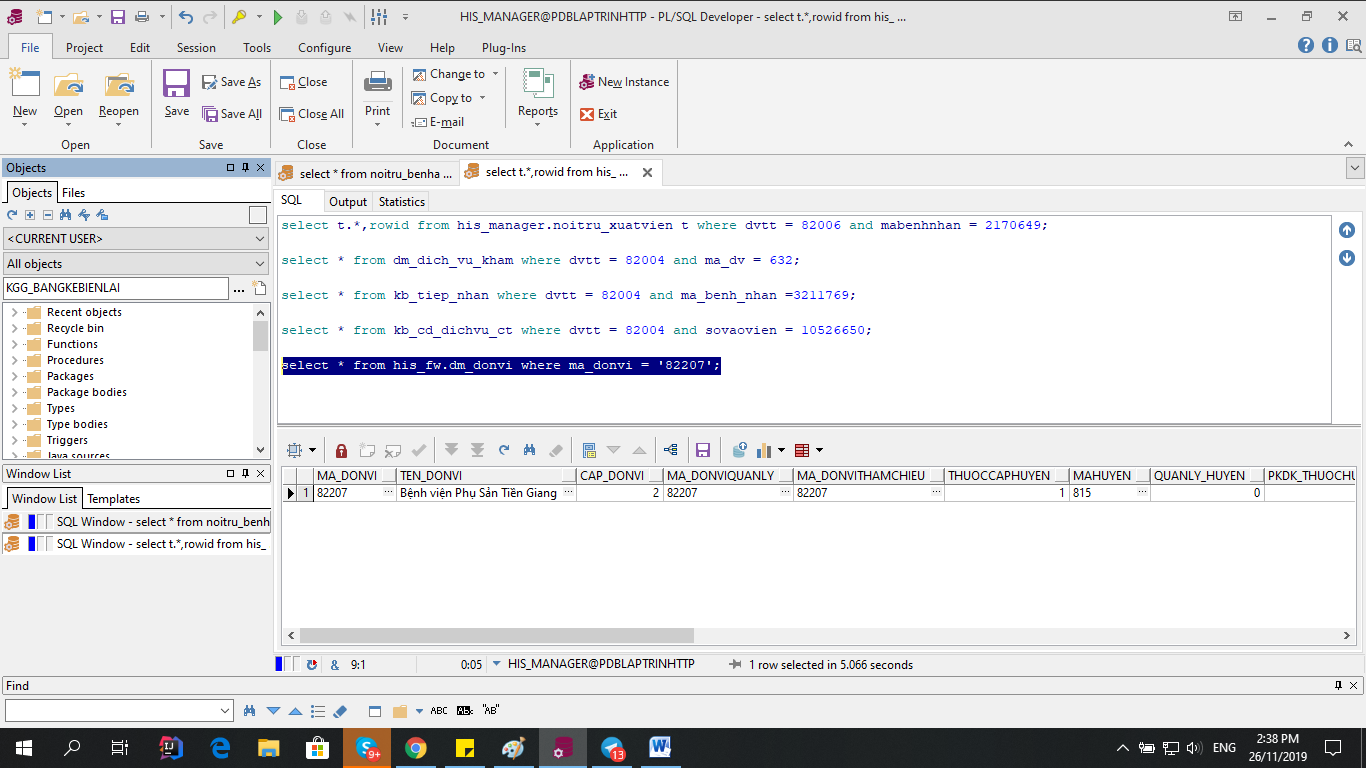 HIS_MANAGER@PDBLAPTRINHTTP - PL/SQL Developer - select t.*,rowid from his_ ...
File Project Edit Session Tools Configure View Help Plug-Ins
New Open Reopen Save Save As Save All Close Close All Print Change to Copy to E-mail Reports New Instance Exit
Open Save Close Document Application
Objects
select * from noitru_benha ... select t.*,rowid from his_ ...
Objects Files
SQL Output Statistics
<CURRENT USER>
All objects
KGG_BANGKEBIENLAI ...
Recent objects
Recycle bin
Functions
Procedures
Packages
Package bodies
Types
Type bodies
Triggers
Java sources
select t.*,rowid from his_manager.noitru_xuatvien t where dvtt = 82006 and mabenhnhan = 2170649;
select * from dm_dich_vu_kham where dvtt = 82004 and ma_dv = 632;
select * from kb_tiep_nhan where dvtt = 82004 and ma_benh_nhan =3211769;
select * from kb_cd_dichvu_ct where dvtt = 82004 and sovaovien = 10526650;
select * from his_fw.dm_donvi where ma_donvi = '82207';
Window List
Window List Templates
SQL Window - select * from noitru_benh
SQL Window - select t.*,rowid from his_
MA_DONVI TEN_DONVI CAP_DONVI MA_DONVIQUANLY MA_DONVITHAMCHIEU THUOCCAPHUYEN MAHUYEN QUANLY_HUYEN PKDK_THUOCHU
1 82207 ... Bệnh viện Phụ Sản Tiền Giang ... 2 82207 ... 82207 ... 1 815 ... 0
& 9:1 0:05 HIS_MANAGER@PDBLAPTRINHTTP 1 row selected in 5.066 seconds
Find
ABC AB: "AB"
9+ 13 ENG 2:38 PM
26/11/2019